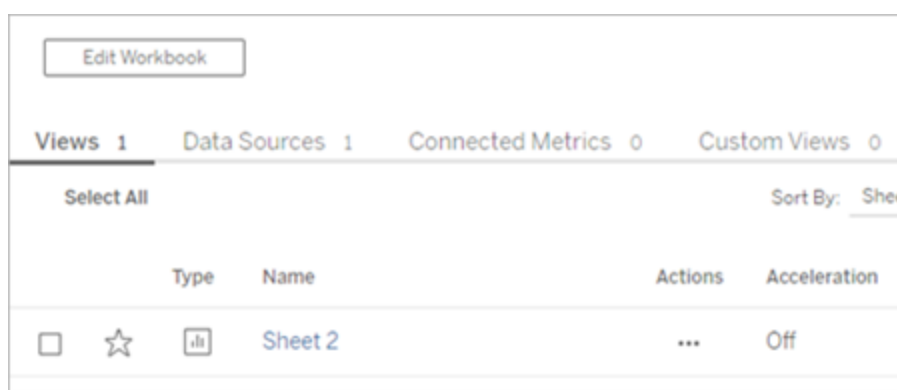 Edit Workbook
Views 1 Data Sources 1 Connected Metrics 0 Custom Views 0
Select All Sort By:
Type Name Actions Acceleration
Sheet 2 ... Off